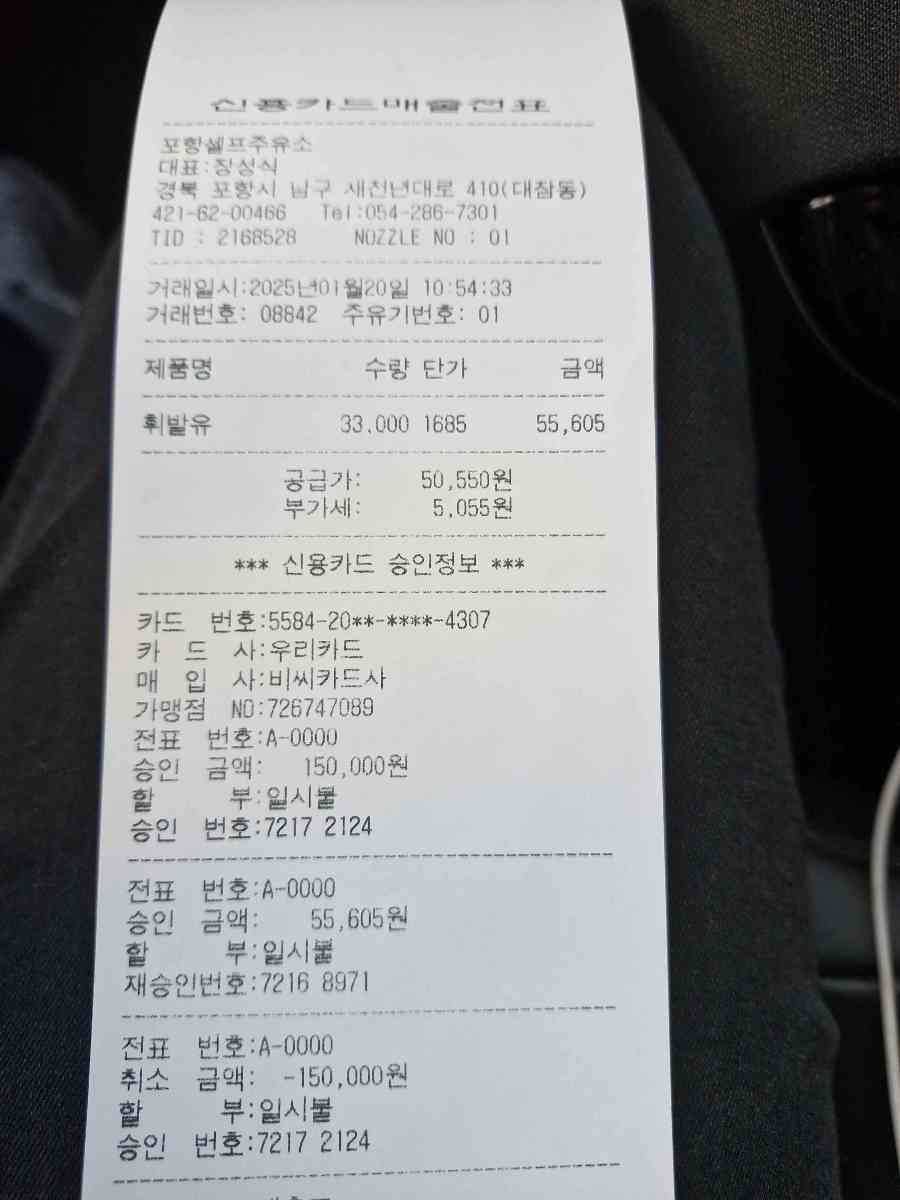 신용카드매출전표
포항셀프주유소
대표:장성식
경북 포항시 남구 새천년대로 410(대잠동)
421-62-00466 Tel:054-286-7301
TID : 2168528 NOZZLE NO : 01
거래일시:2025년01월20일 10:54:33
거래번호: 08842 주유기번호: 01
제품명 수량 단가 금액
휘발유 33.000 1685 55,605
공급가: 50,550원
부가세: 5,055원
*** 신용카드 승인정보 ***
카드 번호:5584-20**-****-4307
카 드 사:우리카드
매 입 사:비씨카드사
가맹점 NO:726747089
전표 번호:A-0000
승인 금액: 150,000원
할 부:일시불
승인 번호:7217 2124
전표 번호:A-0000
승인 금액: 55,605원
할 부:일시불
재승인번호:7216 8971
전표 번호:A-0000
취소 금액: -150,000원
할 부:일시불
승인 번호:7217 2124